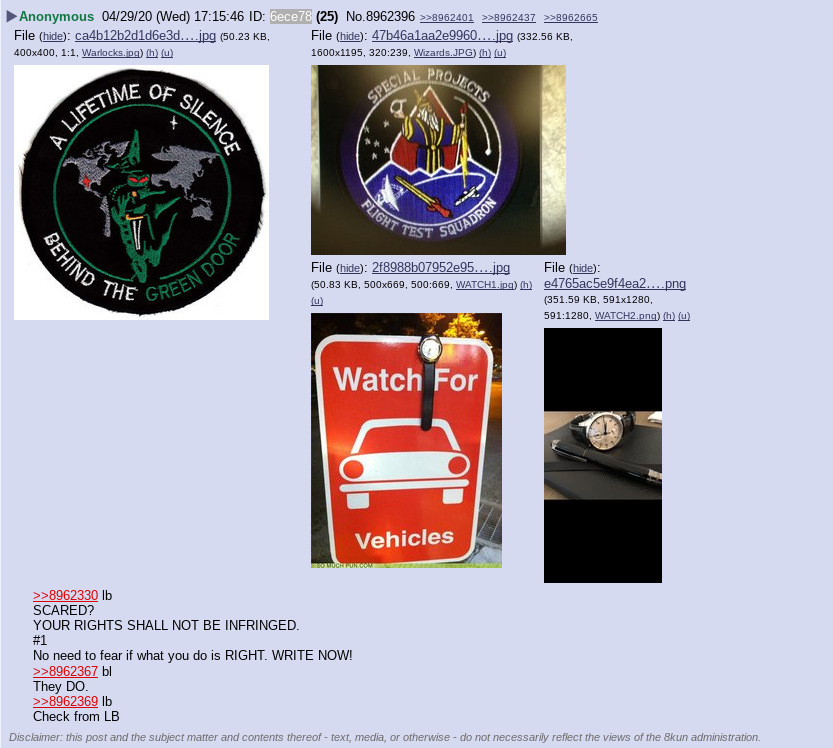 Anonymous 04/29/20 (Wed) 17:15:46 ID: 6ece78 (25) No.8962396 >>8962401 >>8962437 >>8962665
File (hide): ca4b12b2d1d6e3d….jpg (50.23 KB,
400x400, 1:1, Warlocks.jpg) (h) (u)
A LIFETIME OF SILENCE
BEHIND THE GREEN DOOR
File (hide): 47b46a1aa2e9960….jpg (332.56 KB,
1600x1195, 320:239, Wizards.JPG) (h) (u)
SPECIAL PROJECTS
FLIGHT TEST SQUADRON
File (hide): 2f8988b07952e95….jpg
(50.83 KB, 500x669, 500:669, WATCH1.jpg) (h)
(u)
Watch For
Vehicles
SO MUCH FUN.COM
File (hide):
e4765ac5e9f4ea2….png
(351.59 KB, 591x1280,
591:1280, WATCH2.png) (h) (u)
>>8962330 lb
SCARED?
YOUR RIGHTS SHALL NOT BE INFRINGED.
#1
No need to fear if what you do is RIGHT. WRITE NOW!
>>8962367 bl
They DO.
>>8962369 lb
Check from LB
Disclaimer: this post and the subject matter and contents thereof - text, media, or otherwise - do not necessarily reflect the views of the 8kun administration.